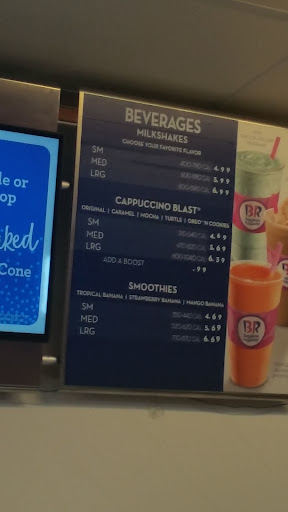 le or
op
ked
Cone
BEVERAGES
MILKSHAKES
CHOOSE YOUR FAVORITE FLAVOR
SM 4.99
MED 5.99
LRG 6.99
CAPPUCCINO BLAST®
ORIGINAL | CARAMEL | MOCHA | TURTLE | OREO® 'N COOKIES
SM 4.69
MED 5.69
LRG 6.39
ADD A BOOST .99
SMOOTHIES
TROPICAL BANANA | STRAWBERRY BANANA | MANGO BANANA
SM 4.69
MED 5.69
LRG 6.69
BR
BR
baskin robbins